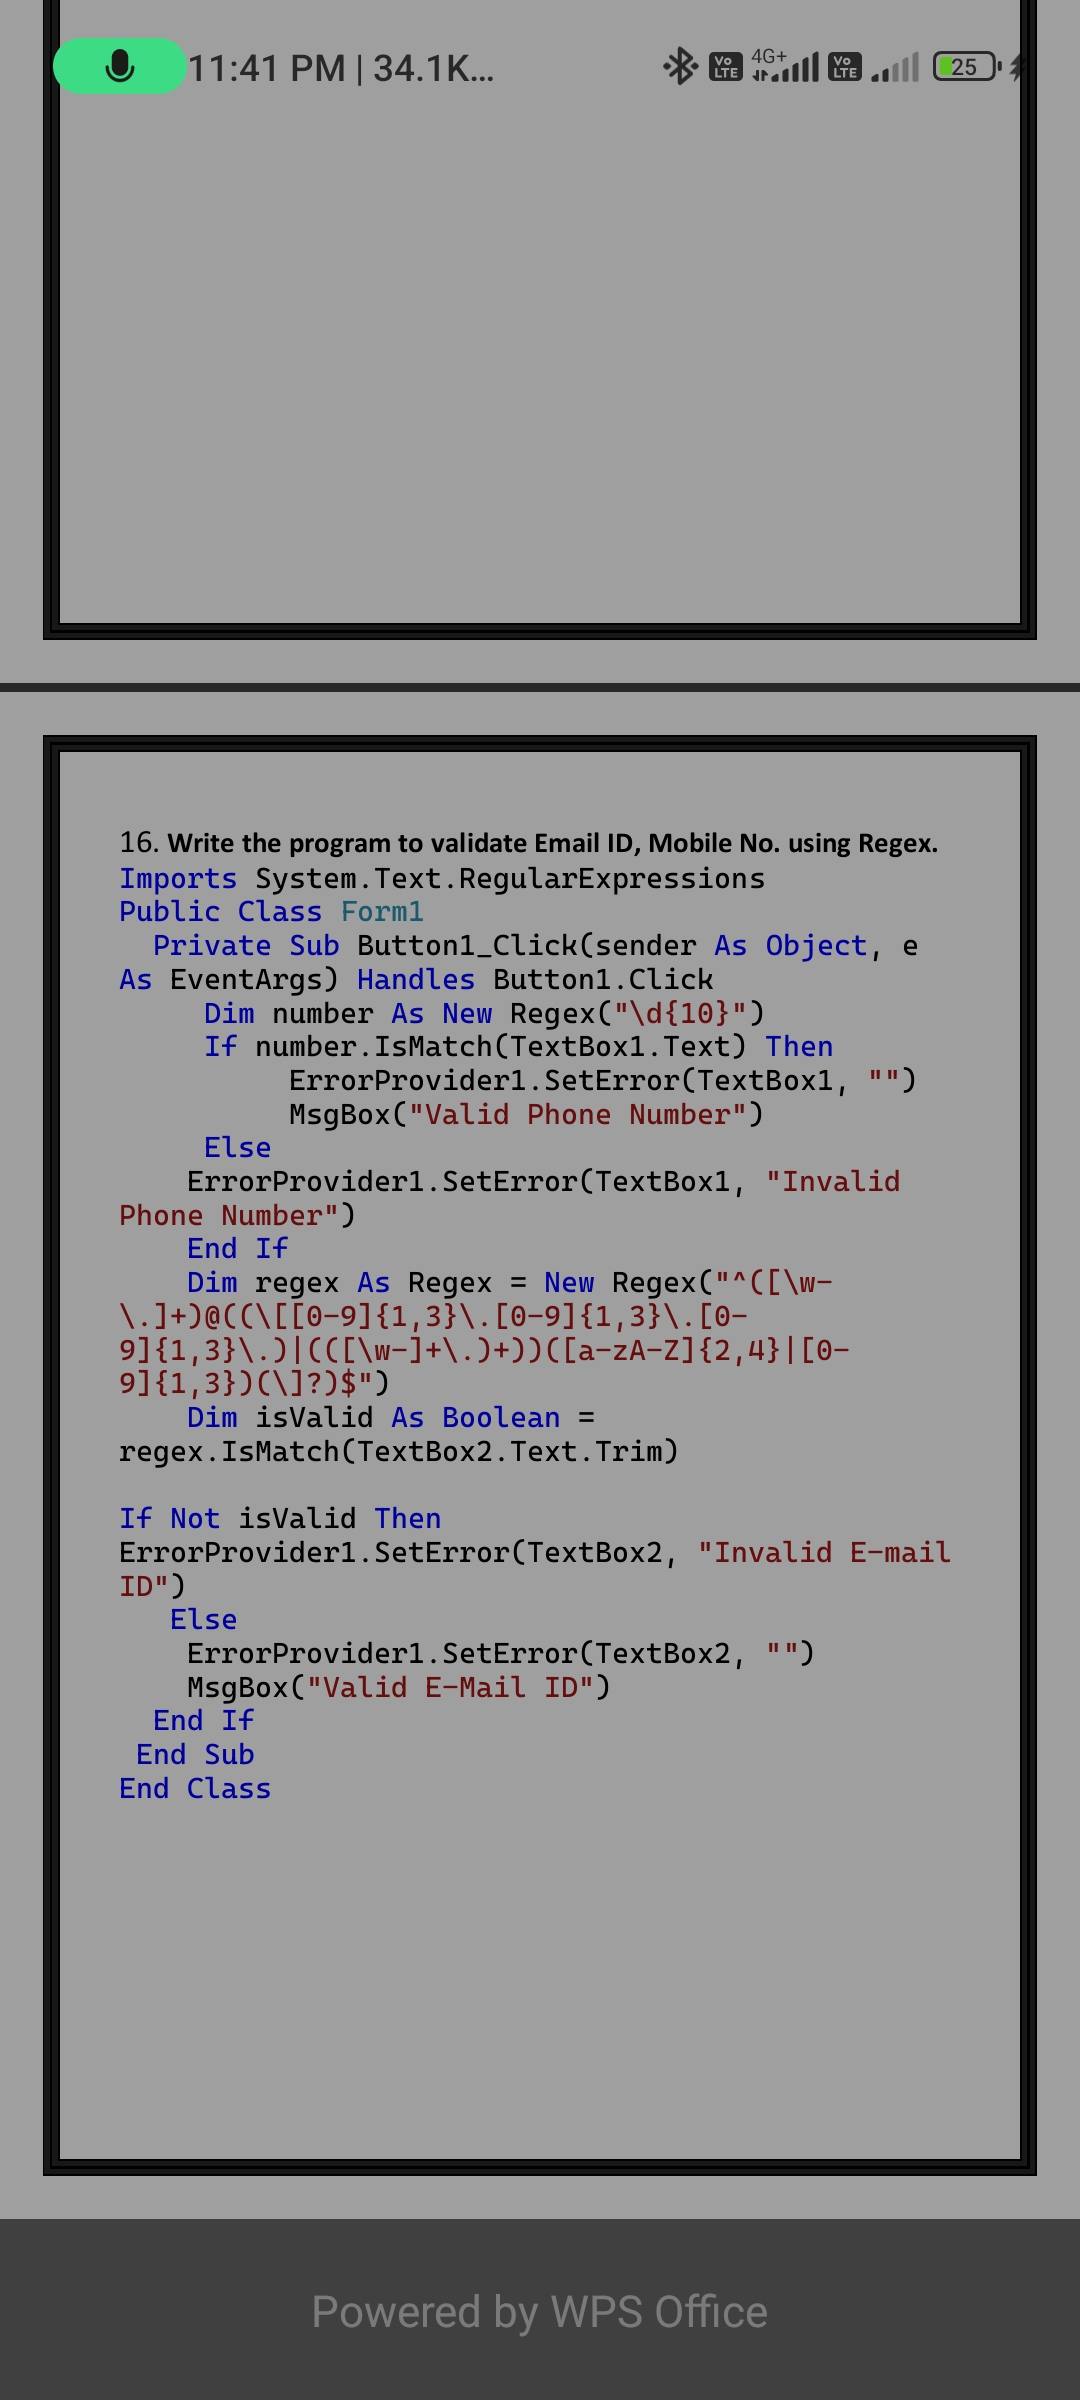 11:41 PM | 34.1K...
Vo LTE 4G+ Vo LTE 25
16. Write the program to validate Email ID, Mobile No. using Regex.
Imports System.Text.RegularExpressions
Public Class Form1
Private Sub Button1_Click(sender As Object, e
As EventArgs) Handles Button1.Click
Dim number As New Regex("\d{10}")
If number.IsMatch(TextBox1.Text) Then
ErrorProvider1.SetError(TextBox1, "")
MsgBox("Valid Phone Number")
Else
ErrorProvider1.SetError(TextBox1, "Invalid
Phone Number")
End If
Dim regex As Regex = New Regex("^([\w-
\.]+)@((\[[0-9]{1,3}\.[0-9]{1,3}\.[0-
9]{1,3}\.)|(([\w-]+\.)+))([a-zA-Z]{2,4}|[0-
9]{1,3})(\]?)$")
Dim isValid As Boolean =
regex.IsMatch(TextBox2.Text.Trim)
If Not isValid Then
ErrorProvider1.SetError(TextBox2, "Invalid E-mail
ID")
Else
ErrorProvider1.SetError(TextBox2, "")
MsgBox("Valid E-Mail ID")
End If
End Sub
End Class
Powered by WPS Office